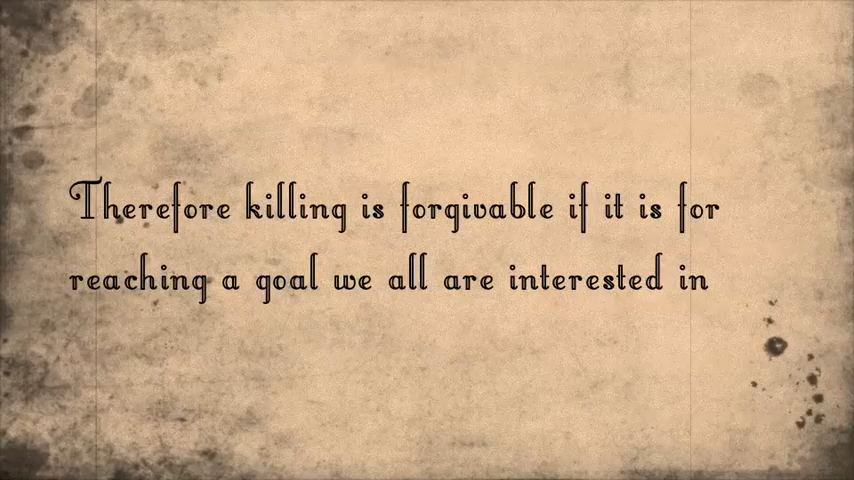 Therefore killing is forgivable if it is for
reaching a goal we all are interested in